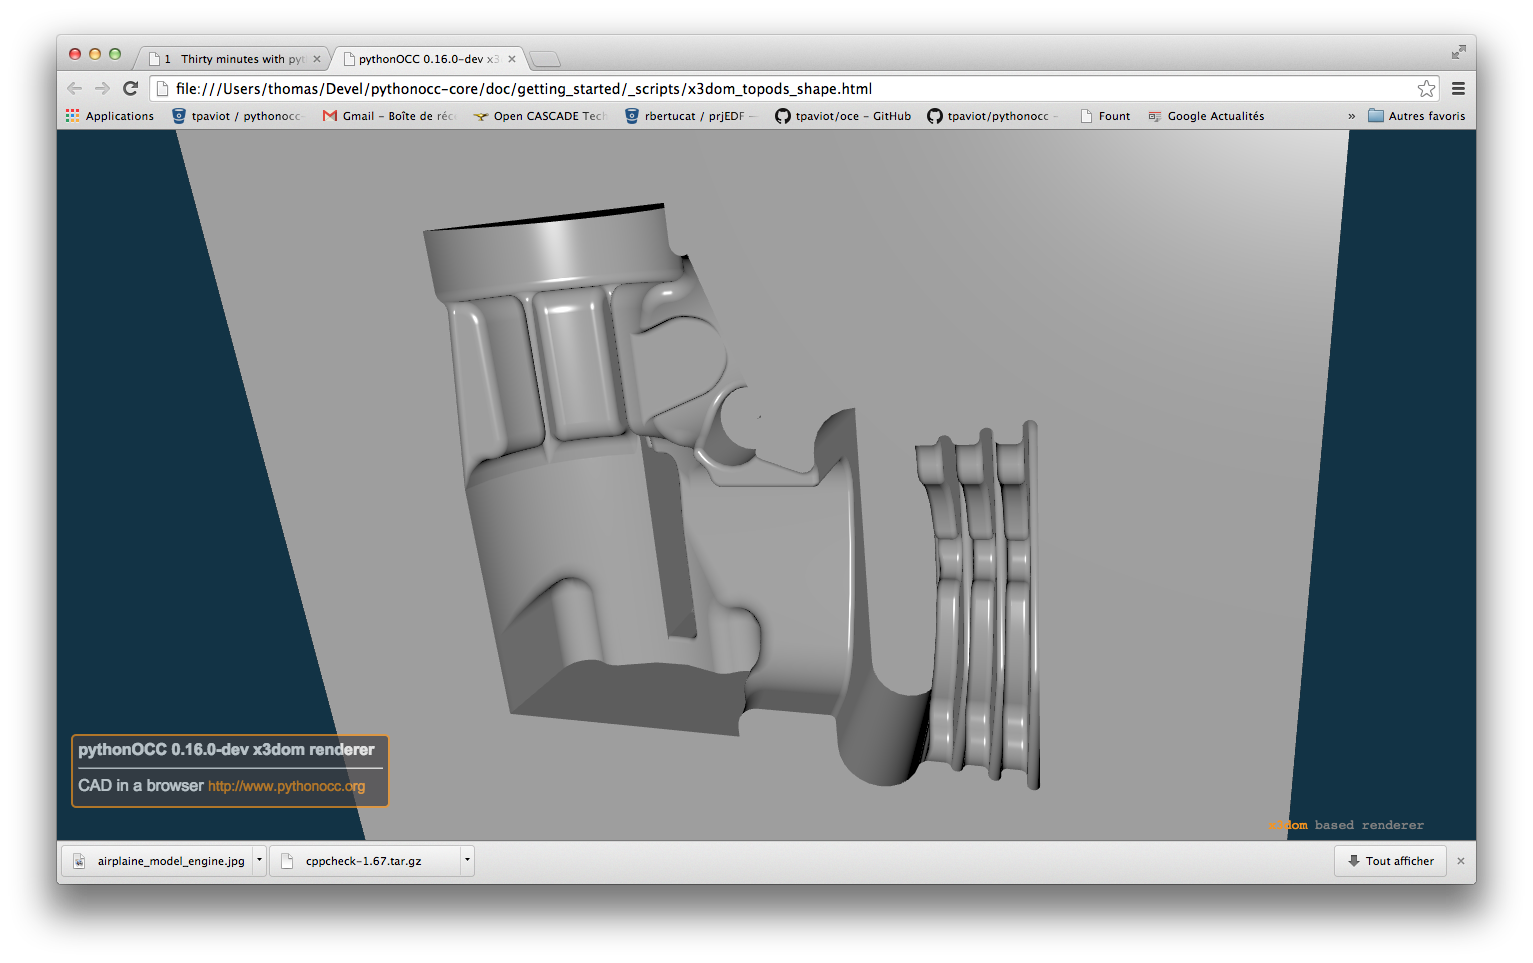 1 Thirty minutes with pyt
pythonOCC 0.16.0-dev x3
file:///Users/thomas/Devel/pythonocc-core/doc/getting_started/_scripts/x3dom_topods_shape.html
Applications tpaviot / pythonocc- Gmail – Boîte de réc Open CASCADE Tech rbertucat / prjEDF — tpaviot/oce – GitHub tpaviot/pythonocc – Fount Google Actualités » Autres favoris
pythonOCC 0.16.0-dev x3dom renderer
CAD in a browser http://www.pythonocc.org
x3dom based renderer
airplaine_model_engine.jpg
cppcheck-1.67.tar.gz
Tout afficher